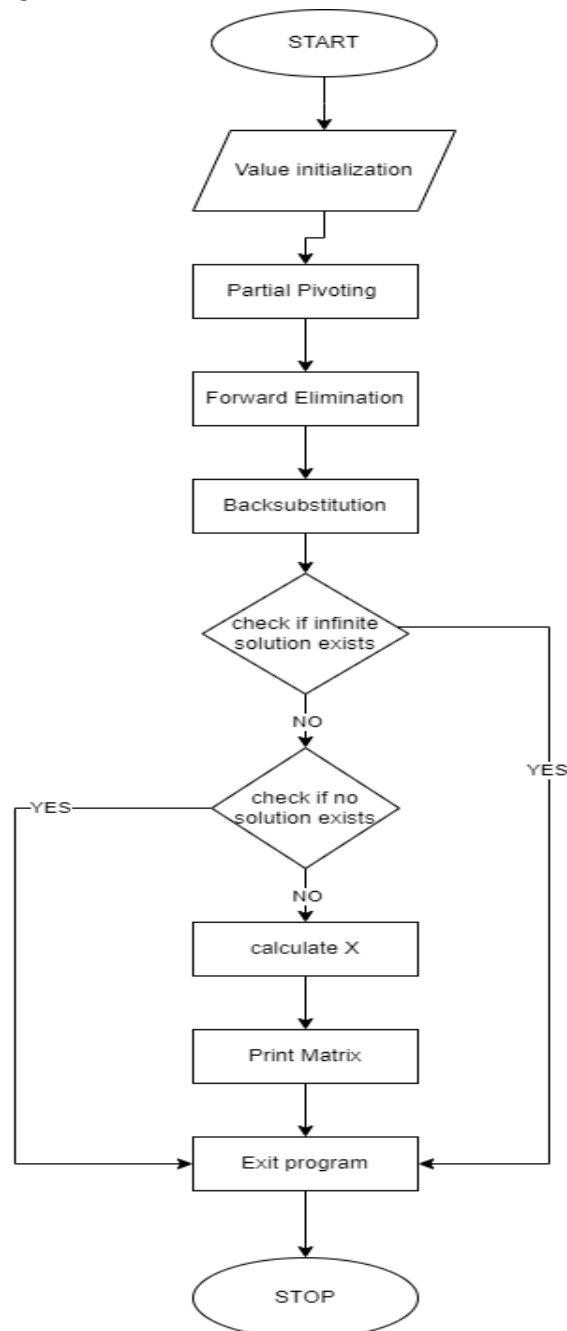 START
Value initialization
Partial Pivoting
Forward Elimination
Backsubstitution
check if infinite
solution exists
NO
YES
check if no
solution exists
YES
NO
calculate X
Print Matrix
Exit program
STOP